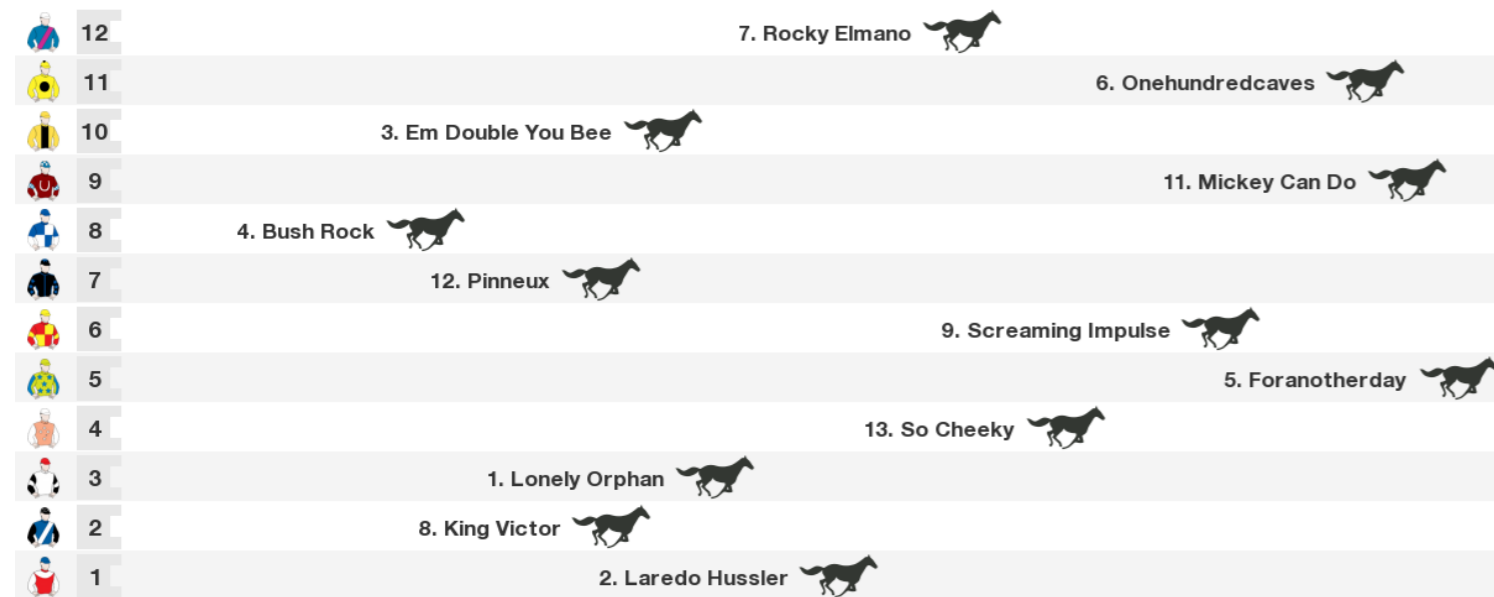 12 7. Rocky Elmano
11 6. Onehundredcaves
10 3. Em Double You Bee
9 11. Mickey Can Do
8 4. Bush Rock
7 12. Pinneux
6 9. Screaming Impulse
5 5. Foranotherday
4 13. So Cheeky
3 1. Lonely Orphan
2 8. King Victor
1 2. Laredo Hussler